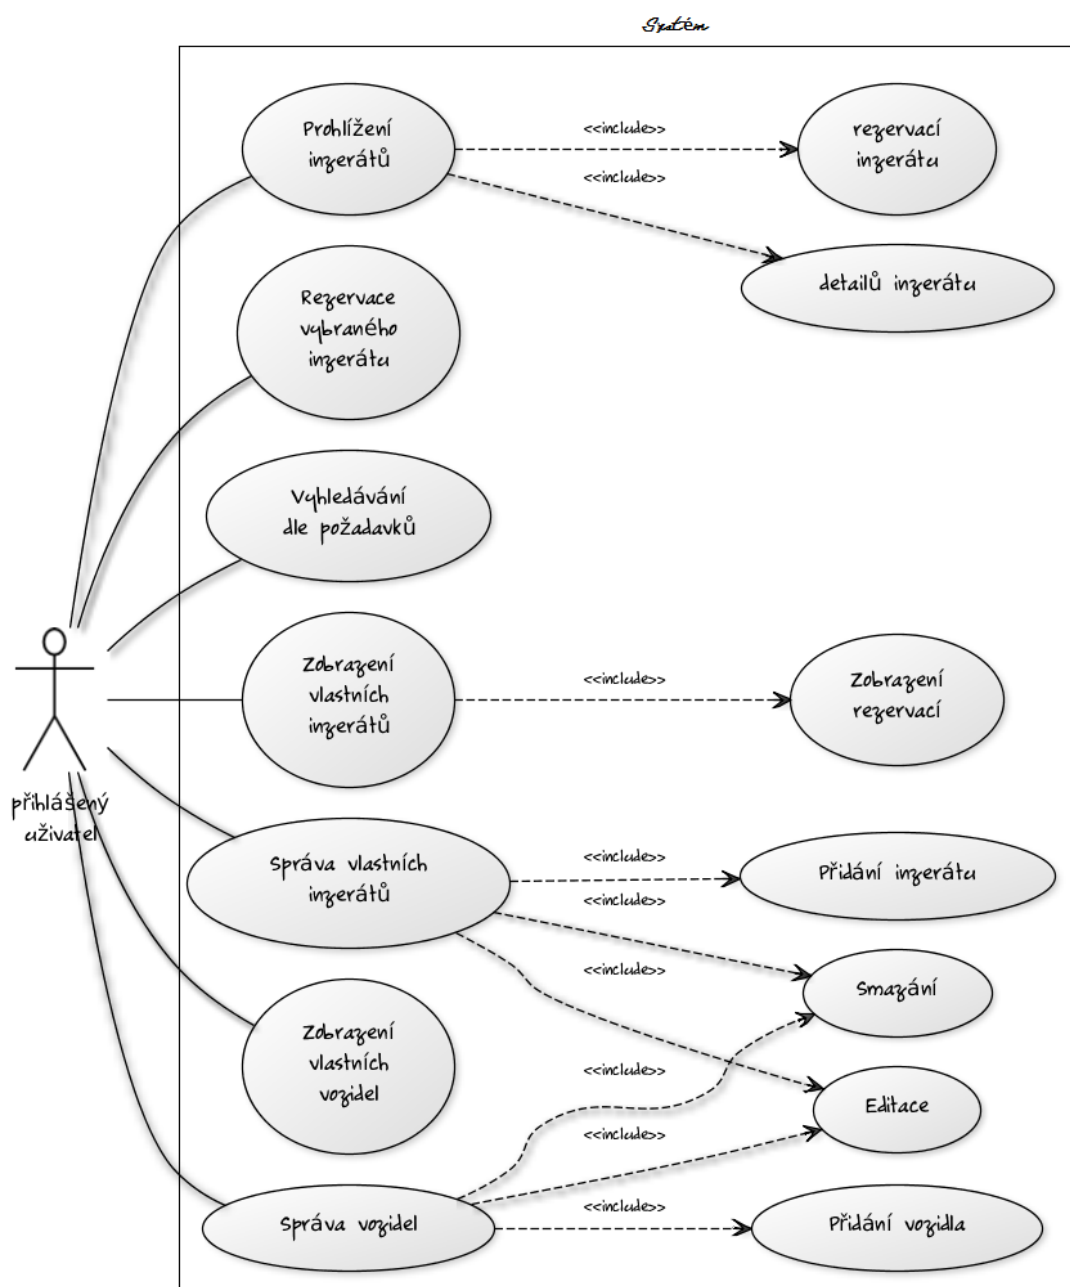 Systém
Prohlížení
inzerátů
<<include>>
rezervací
inzerátu
<<include>>
detailů inzerátu
Rezervace
vybraného
inzerátu
Vyhledávání
dle požadavků
Zobrazení
vlastních
inzerátů
<<include>>
Zobrazení
rezervací
přihlášený
uživatel
Správa vlastních
inzerátů
<<include>>
Přidání inzerátu
<<include>>
Smazání
<<include>>
Zobrazení
vlastních
vozidel
<<include>>
Editace
<<include>>
Správa vozidel
<<include>>
Přidání vozidla